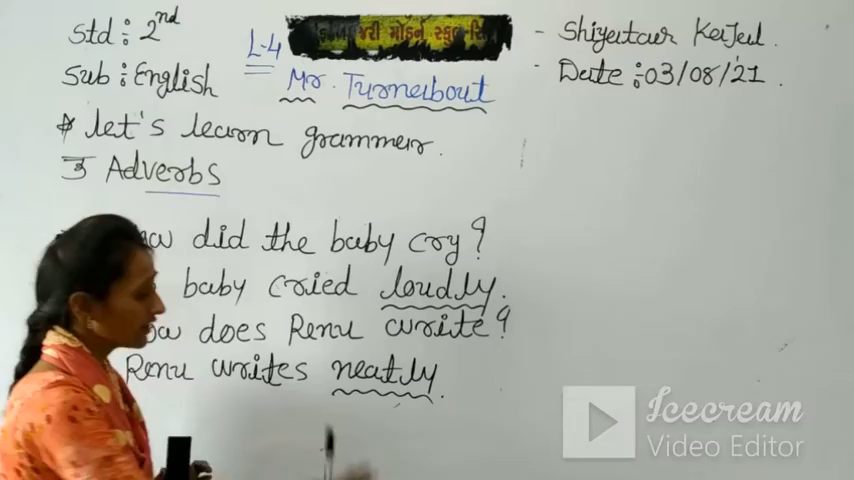 Std : 2nd
Sub : English
L-4
મોડર્ન સ્કૂલ
Mr. Turnabout
- Shiyatar Kajal.
- Date : 03/08/'21.
* let's learn grammar.
Adverbs
did the baby cry?
baby cried loudly.
does Renu write?
Renu writes neatly.
Icecream
Video Editor